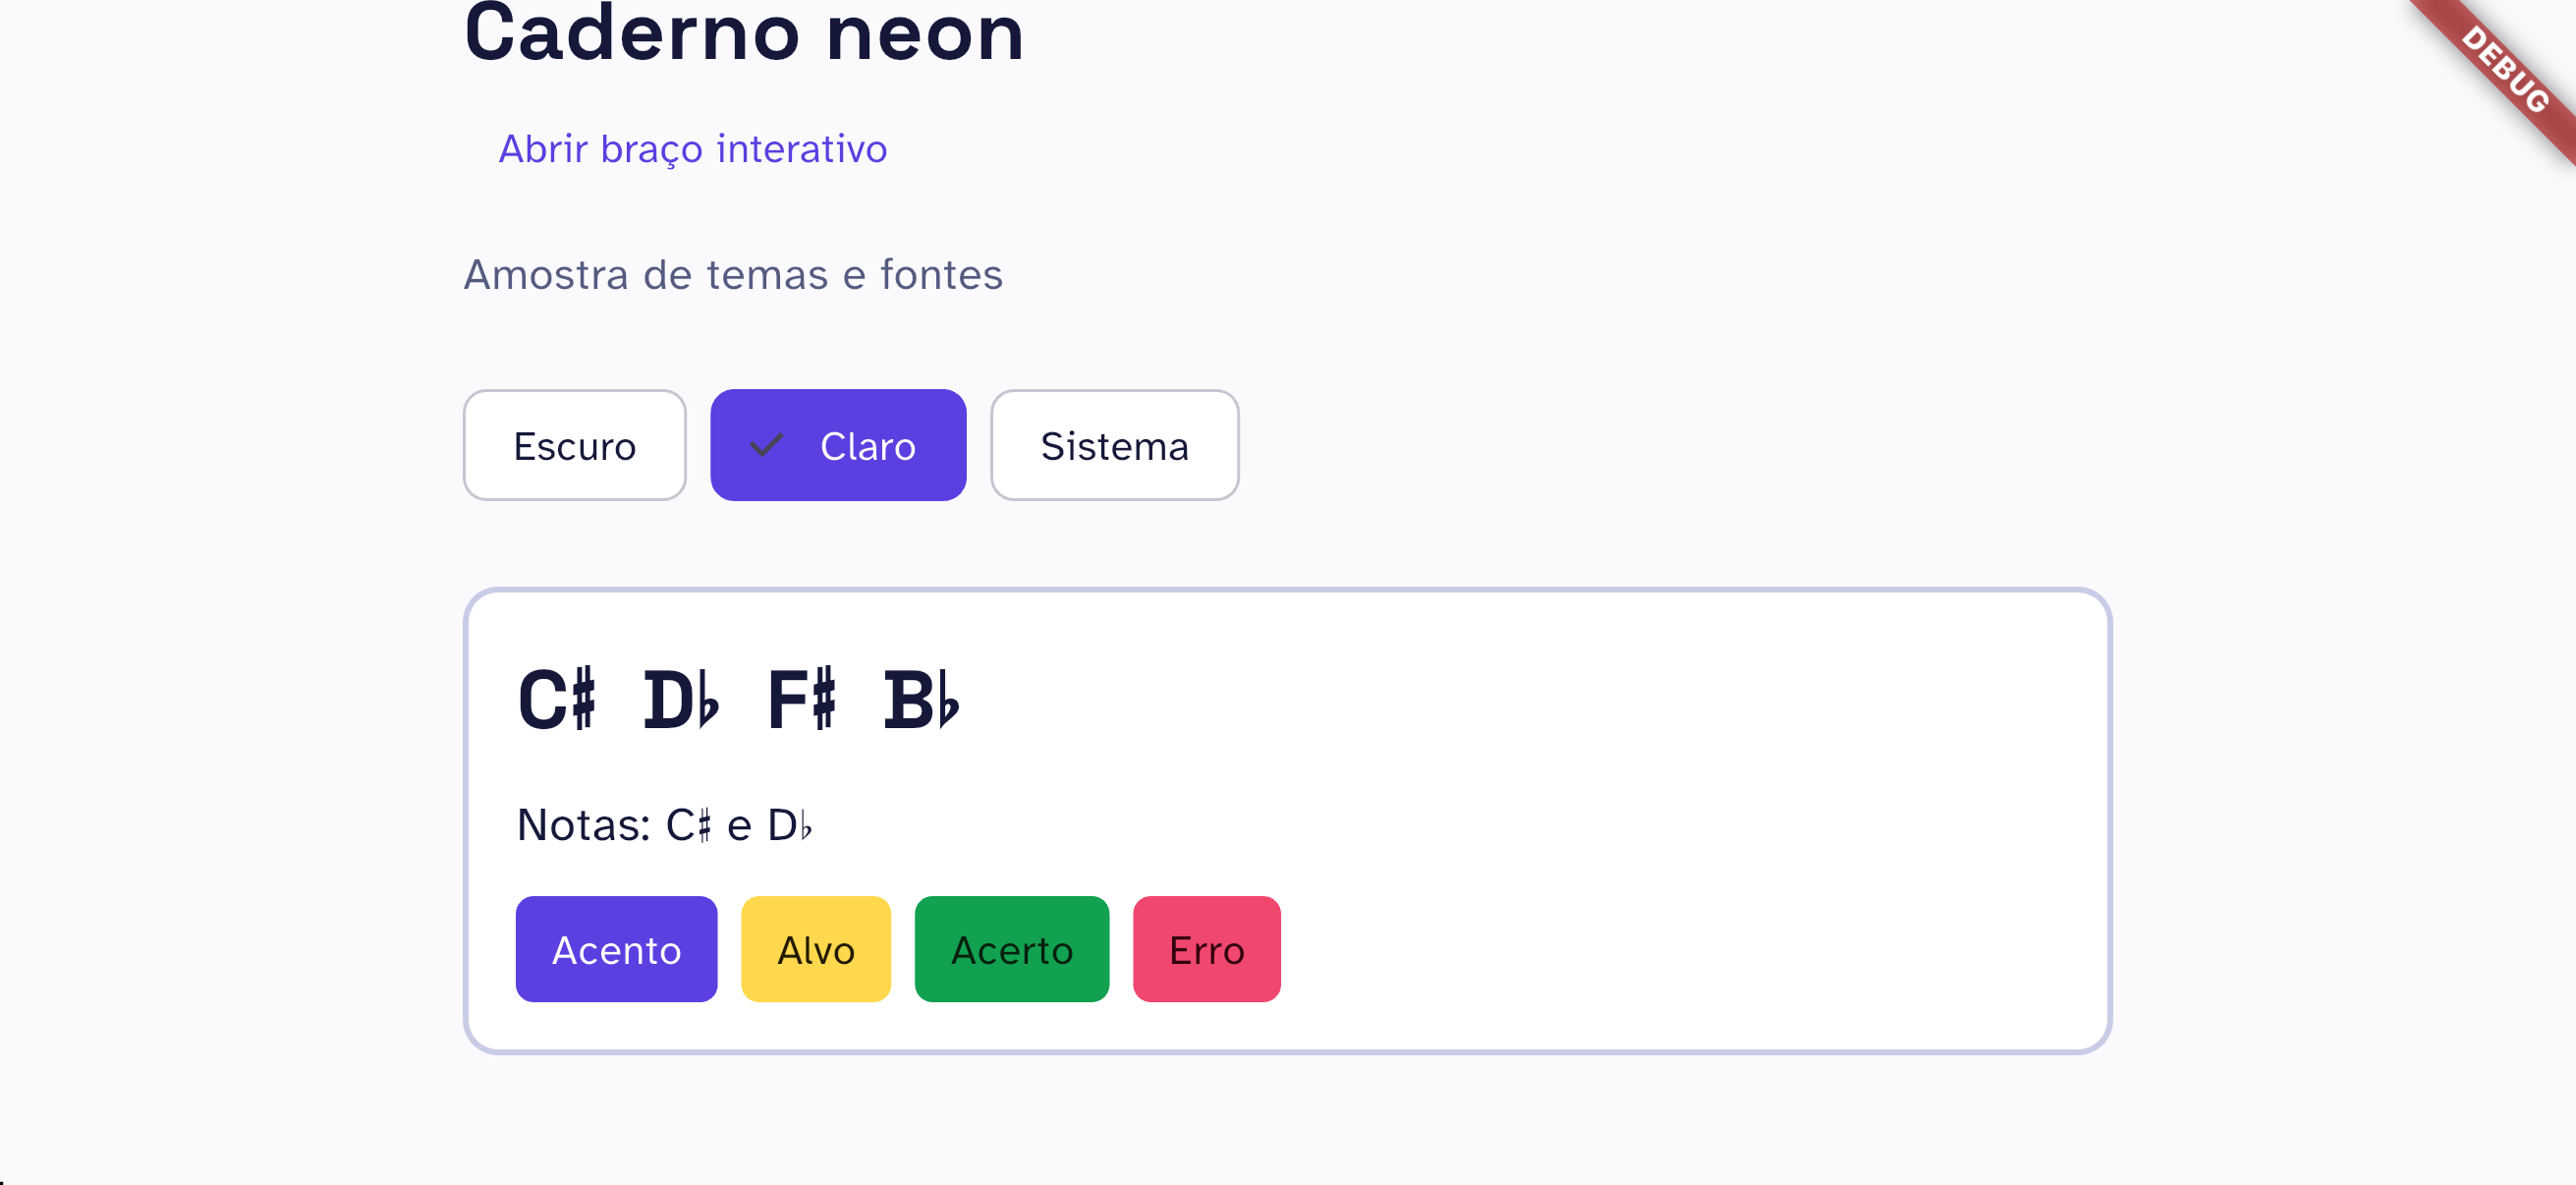 Caderno neon
DEBUG
Abrir braço interativo
Amostra de temas e fontes
Escuro
Claro
Sistema
C♯ D♭ F♯ B♭
Notas: C♯ e D♭
Acento
Alvo
Acerto
Erro